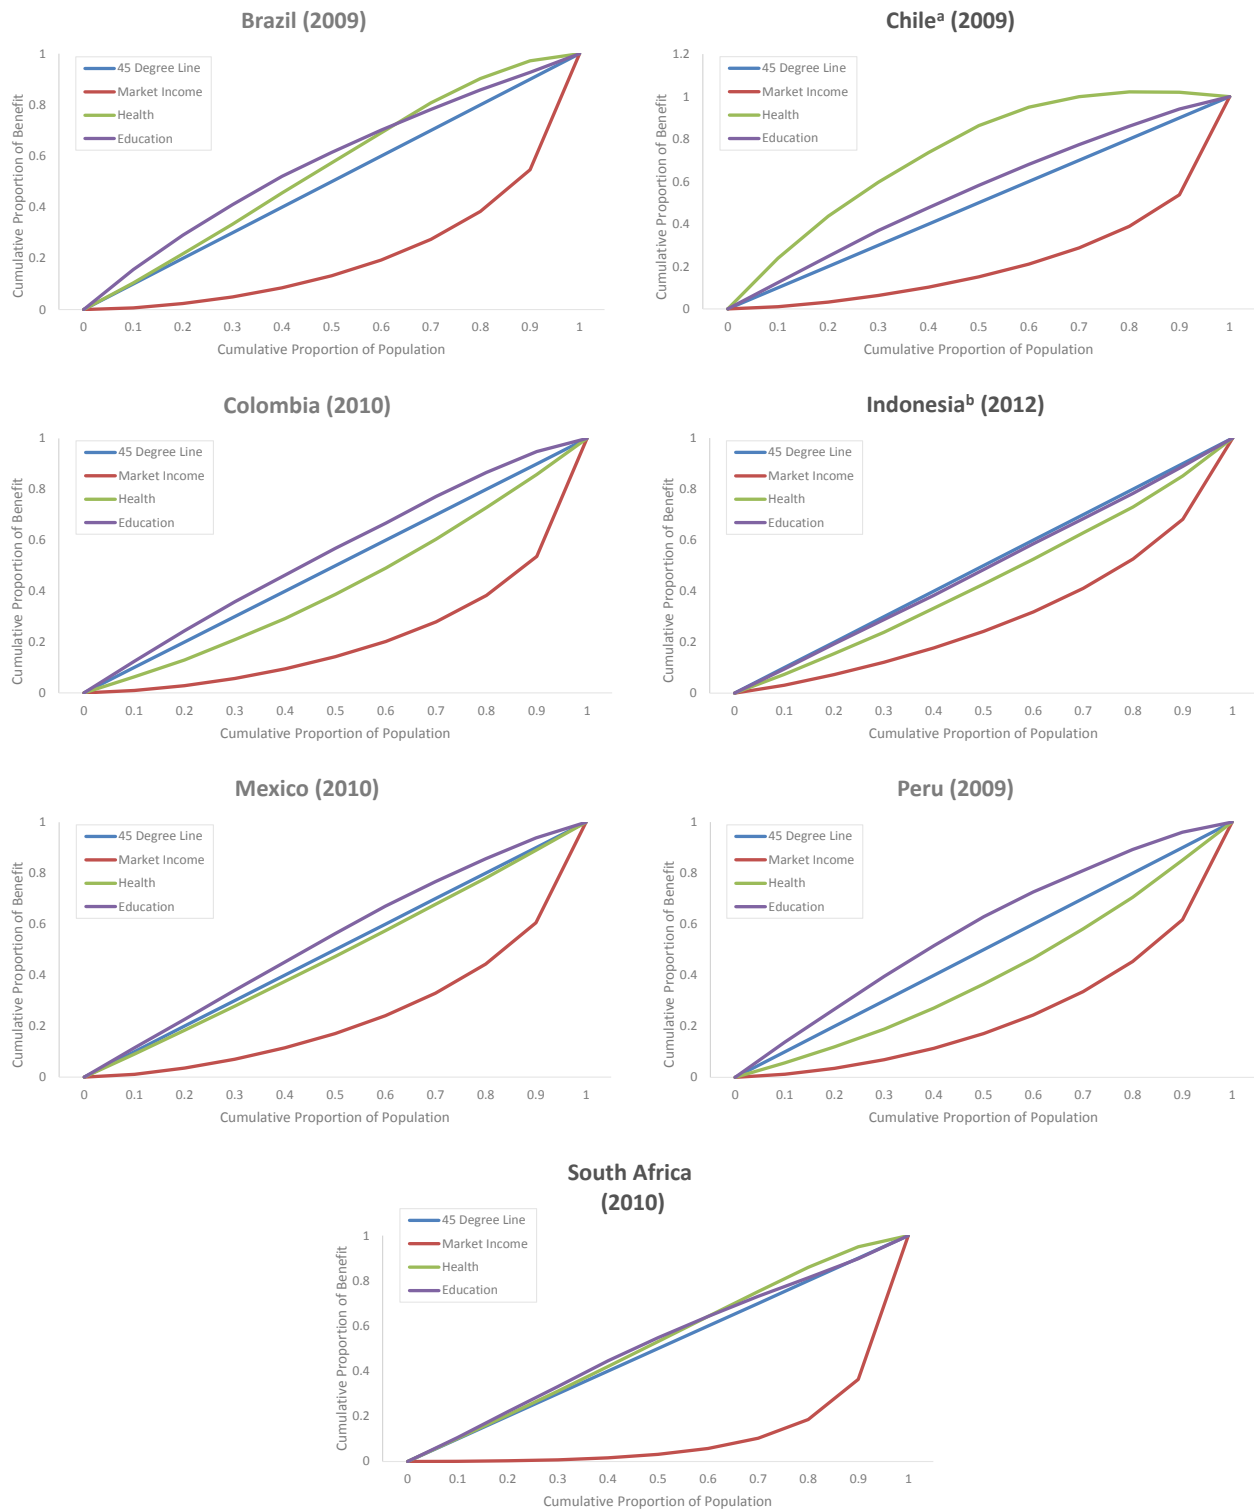 Brazil (2009)
Cumulative Proportion of Benefit
1
0.8
0.6
0.4
0.2
0
45 Degree Line
Market Income
Health
Education
0 0.1 0.2 0.3 0.4 0.5 0.6 0.7 0.8 0.9 1
Cumulative Proportion of Population
Chileᵃ (2009)
Cumulative Proportion of Benefit
1.2
1
0.8
0.6
0.4
0.2
0
45 Degree Line
Market Income
Health
Education
0 0.1 0.2 0.3 0.4 0.5 0.6 0.7 0.8 0.9 1
Cumulative Proportion of Population
Colombia (2010)
Cumulative Proportion of Benefit
1
0.8
0.6
0.4
0.2
0
45 Degree Line
Market Income
Health
Education
0 0.1 0.2 0.3 0.4 0.5 0.6 0.7 0.8 0.9 1
Cumulative Proportion of Population
Indonesiaᵇ (2012)
Cumulative Proportion of Benefit
1
0.8
0.6
0.4
0.2
0
45 Degree Line
Market Income
Health
Education
0 0.1 0.2 0.3 0.4 0.5 0.6 0.7 0.8 0.9 1
Cumulative Proportion of Population
Mexico (2010)
Cumulative Proportion of Benefit
1
0.8
0.6
0.4
0.2
0
45 Degree Line
Market Income
Health
Education
0 0.1 0.2 0.3 0.4 0.5 0.6 0.7 0.8 0.9 1
Cumulative Proportion of Population
Peru (2009)
Cumulative Proportion of Benefit
1
0.8
0.6
0.4
0.2
0
45 Degree Line
Market Income
Health
Education
0 0.1 0.2 0.3 0.4 0.5 0.6 0.7 0.8 0.9 1
Cumulative Proportion of Population
South Africa
(2010)
Cumulative Proportion of Benefit
1
0.8
0.6
0.4
0.2
0
45 Degree Line
Market Income
Health
Education
0 0.1 0.2 0.3 0.4 0.5 0.6 0.7 0.8 0.9 1
Cumulative Proportion of Population